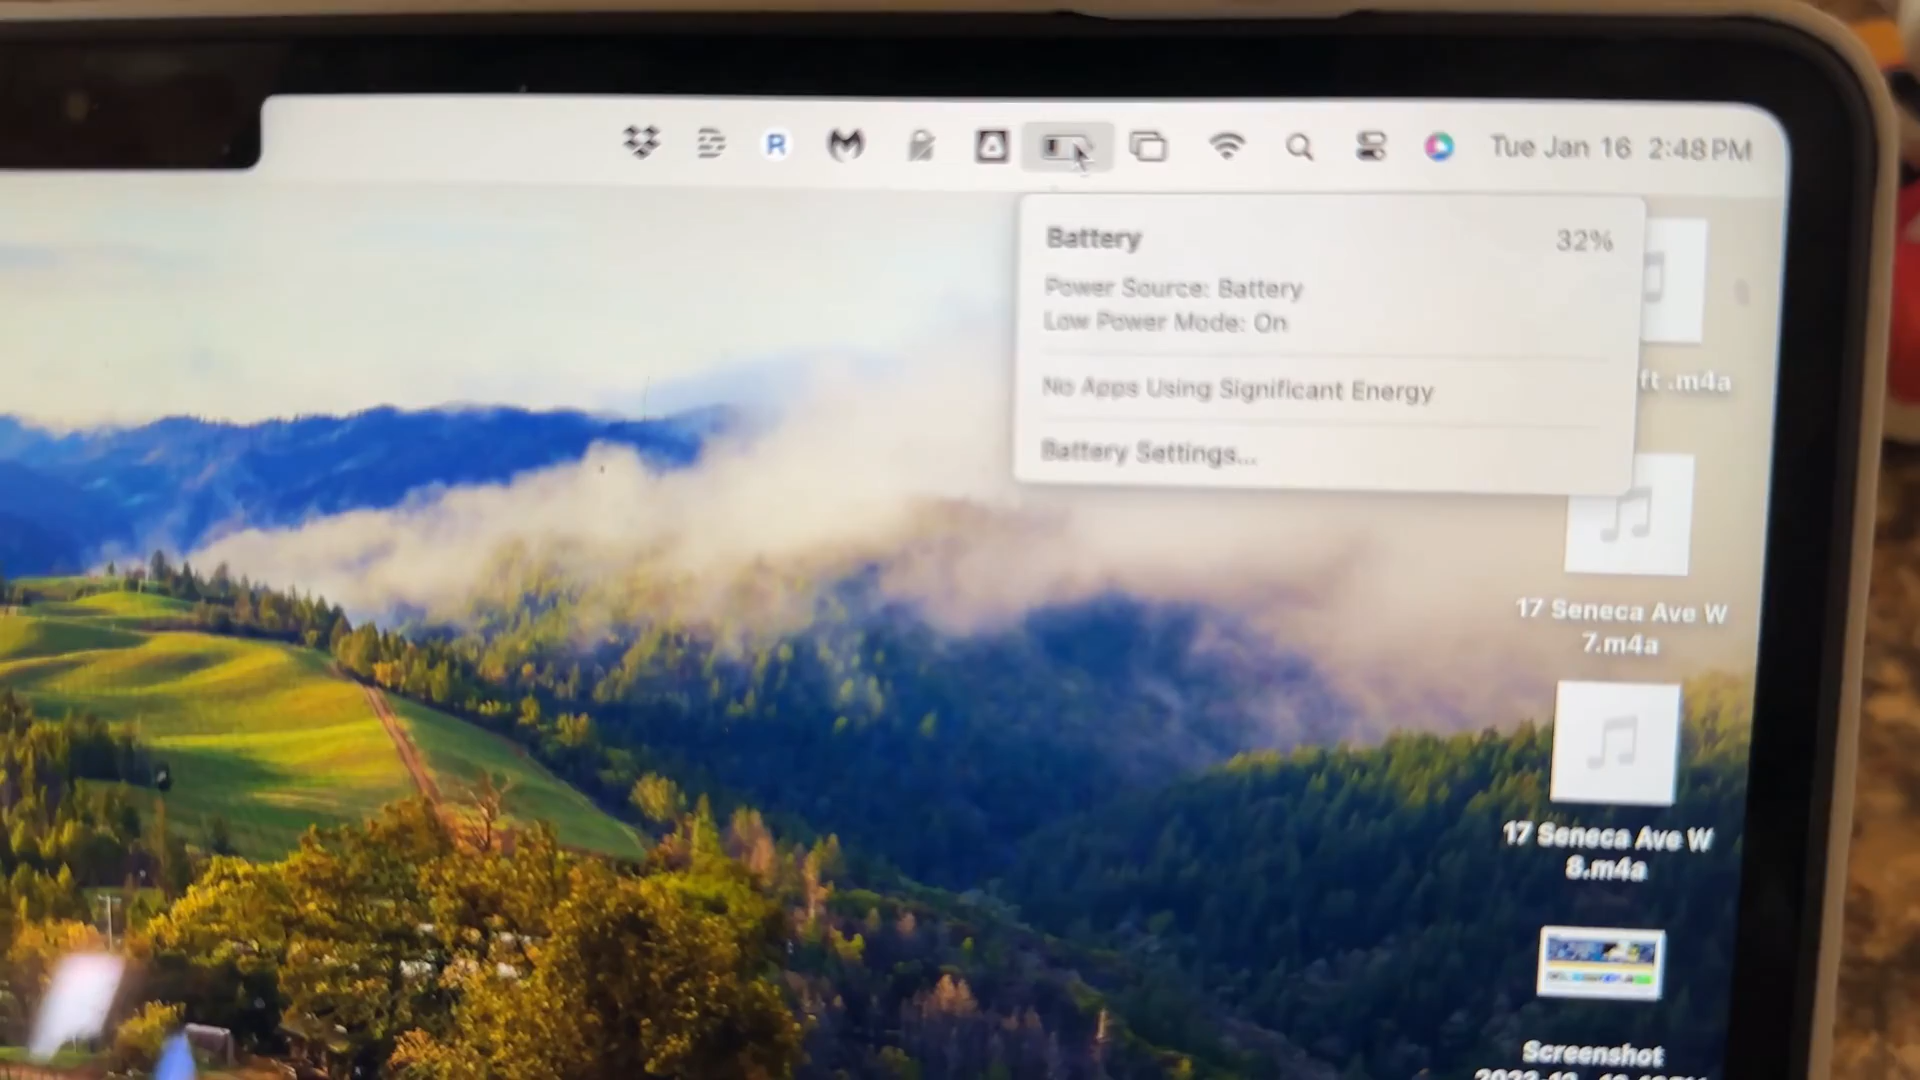 R
Tue Jan 16 2:48 PM
Battery 32%
Power Source: Battery
Low Power Mode: On
No Apps Using Significant Energy
Battery Settings...
ft .m4a
17 Seneca Ave W
7.m4a
17 Seneca Ave W
8.m4a
Screenshot